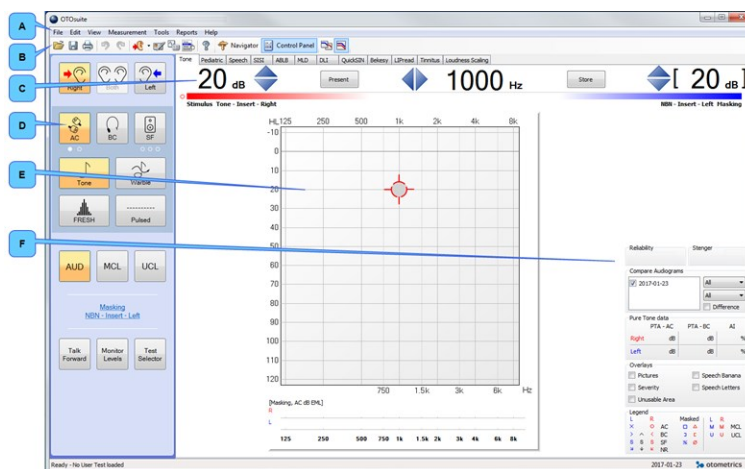 A
OTOsuite
File Edit View Measurement Tools Reports Help
B
Navigator Control Panel
Tone Pediatric Speech SISI ABLB MLD DLI QuickSIN Bekesy LIPread Tinnitus Loudness Scaling
C
20 dB Present 1000 Hz Store [ 20 dB
Right Both Left
Stimulus Tone - Insert - Right NBN - Insert - Left Masking
D
AC BC SF
HL 125 250 500 1k 2k 4k 8k
-10
0
10
E
20
Tone Warble
30
FRESH Pulsed
40
F
50
60
AUD MCL UCL
70
80
Masking
NBN - Insert - Left
90
100
Talk Forward Monitor Levels Test Selector
110
120
750 1.5k 3k 6k Hz
[Masking, AC dB EML]
R
L
125 250 500 750 1k 1.5k 2k 3k 4k 6k 8k
Reliability Stenger
Compare Audiograms
2017-01-23 All
All
Difference
Pure Tone data
PTA - AC PTA - BC AI
Right dB dB %
Left dB dB %
Overlays
Pictures Speech Banana
Severity Speech Letters
Unusable Area
Legend
L R Masked L R
AC MCL
BC UCL
SF
NR
Ready - No User Test loaded 2017-01-23 otometrics